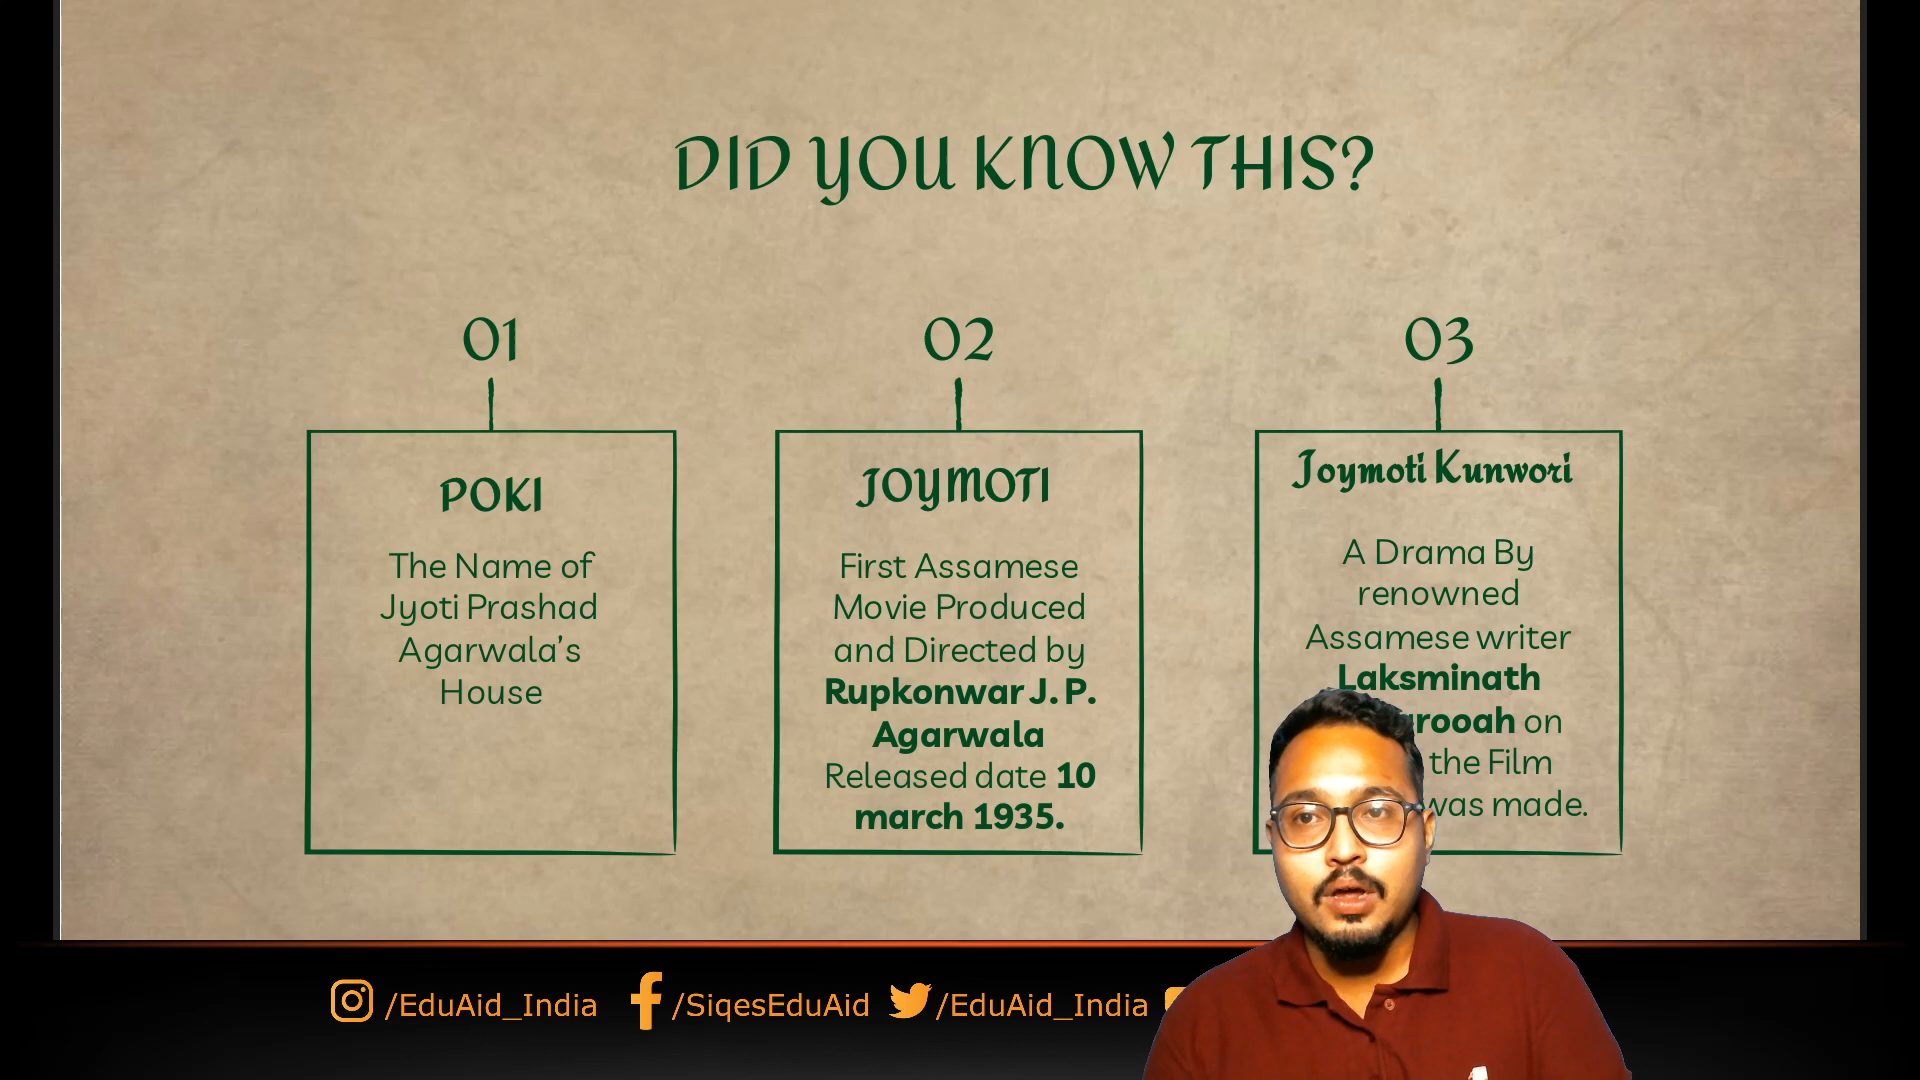 DID YOU KNOW THIS?
01
POKI
The Name of
Jyoti Prashad
Agarwala’s
House
02
JOYMOTI
First Assamese
Movie Produced
and Directed by
Rupkonwar J. P.
Agarwala
Released date 10
march 1935.
03
Joymoti Kunwori
A Drama By
renowned
Assamese writer
Laksminath
on
the Film
was made.
/EduAid_India
/SiqesEduAid
/EduAid_India